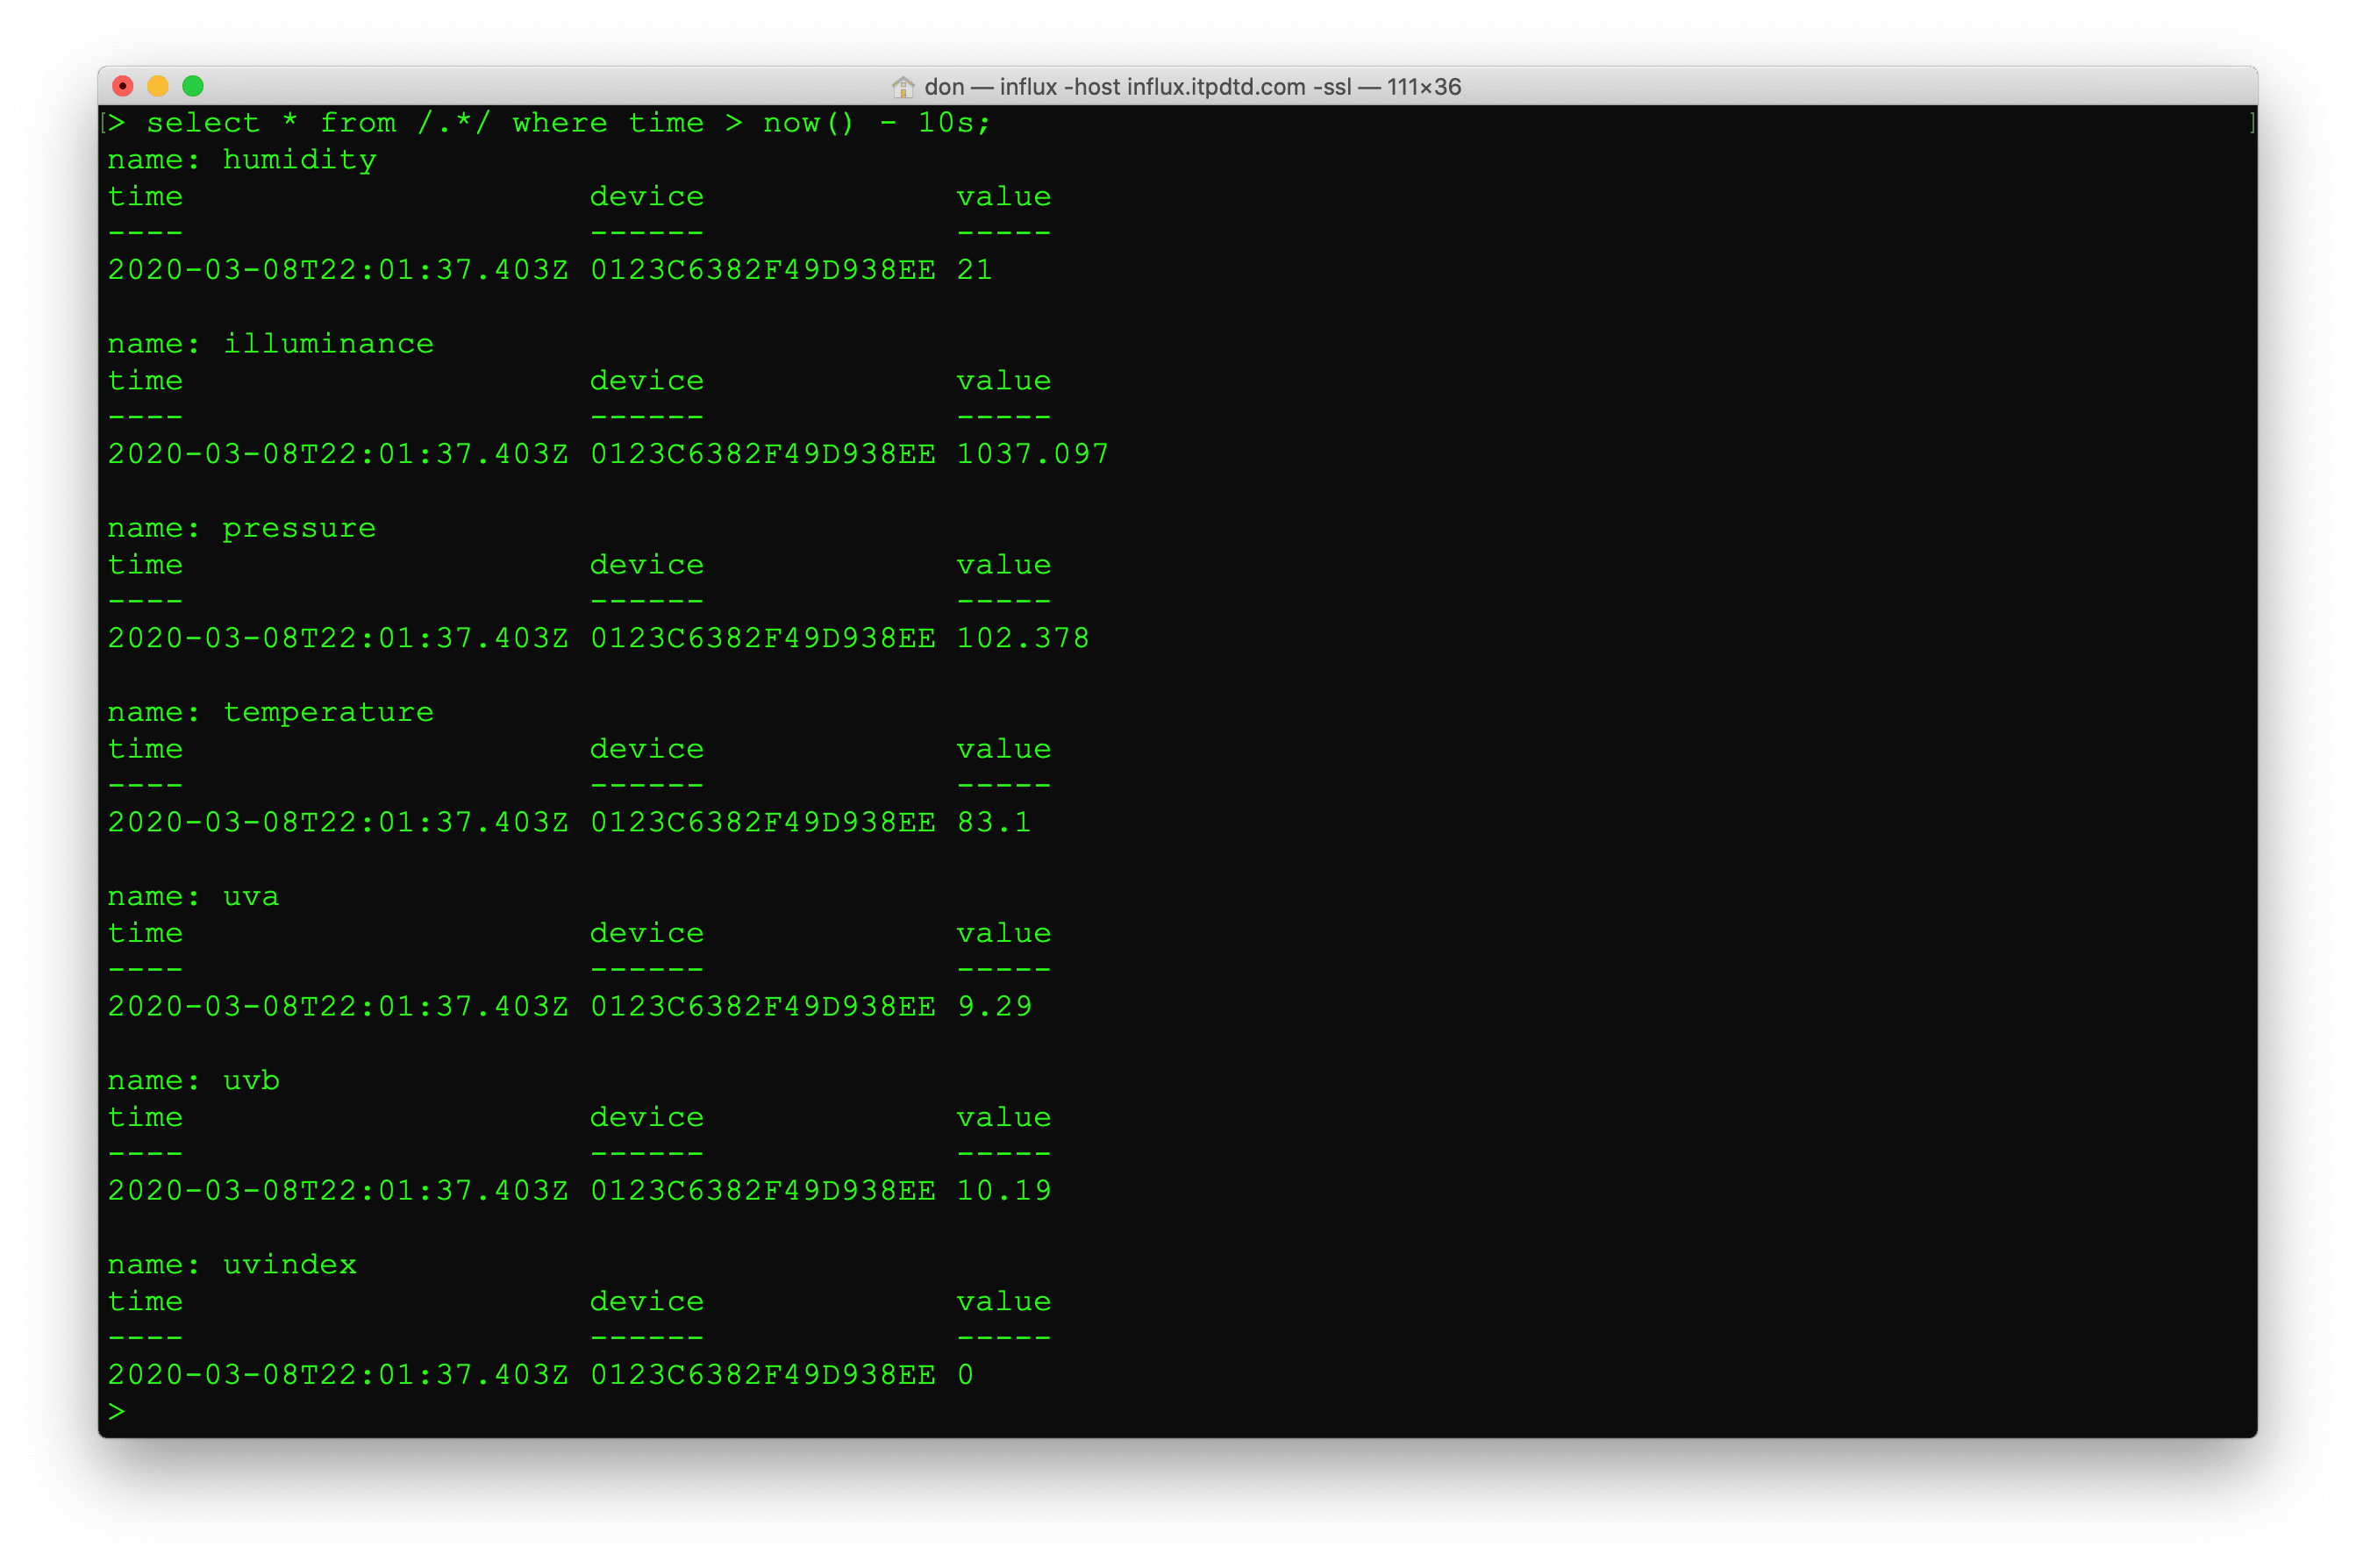 don — influx -host influx.itpdtd.com -ssl — 111×36
[> select * from /.*/ where time > now() - 10s; ]
name: humidity
time device value
---- ------ -----
2020-03-08T22:01:37.403Z 0123C6382F49D938EE 21
name: illuminance
time device value
---- ------ -----
2020-03-08T22:01:37.403Z 0123C6382F49D938EE 1037.097
name: pressure
time device value
---- ------ -----
2020-03-08T22:01:37.403Z 0123C6382F49D938EE 102.378
name: temperature
time device value
---- ------ -----
2020-03-08T22:01:37.403Z 0123C6382F49D938EE 83.1
name: uva
time device value
---- ------ -----
2020-03-08T22:01:37.403Z 0123C6382F49D938EE 9.29
name: uvb
time device value
---- ------ -----
2020-03-08T22:01:37.403Z 0123C6382F49D938EE 10.19
name: uvindex
time device value
---- ------ -----
2020-03-08T22:01:37.403Z 0123C6382F49D938EE 0
>